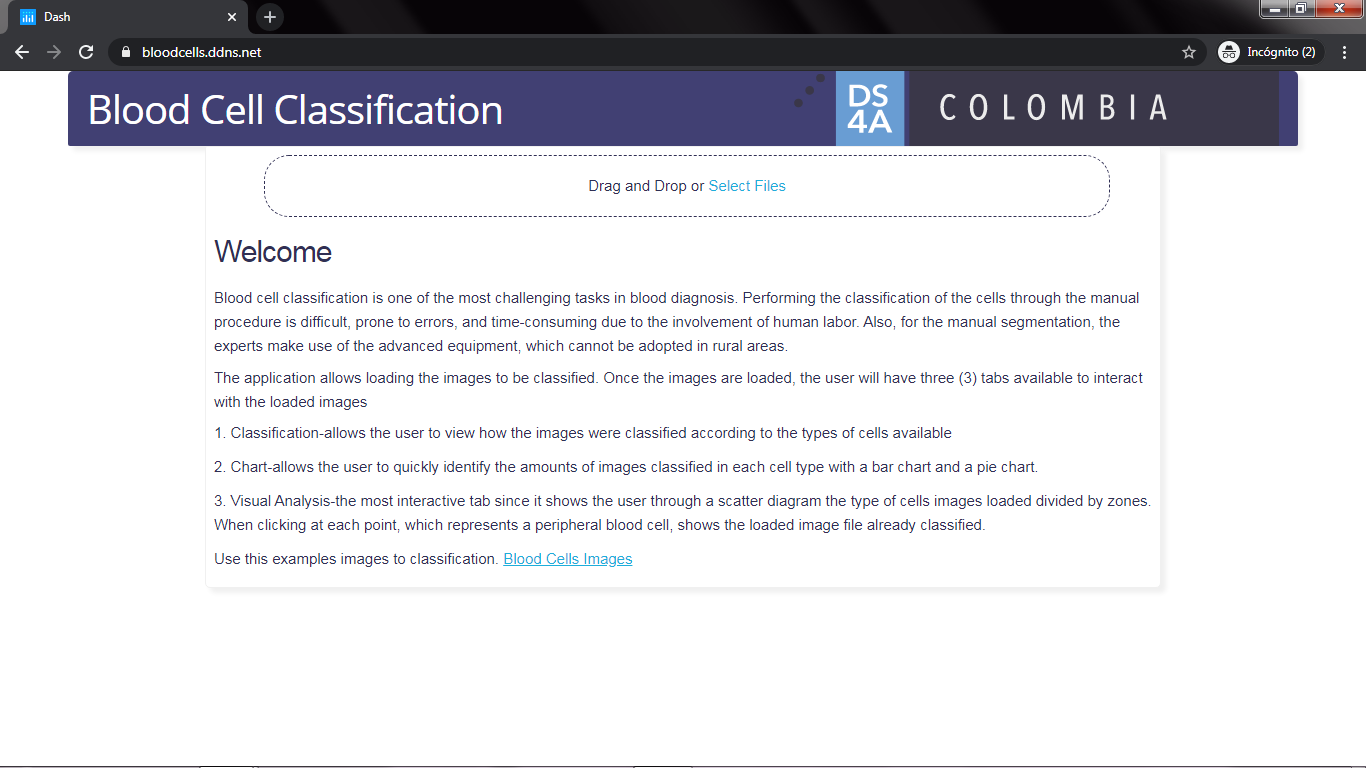 Dash
bloodcells.ddns.net
Incógnito (2)
Blood Cell Classification
DS
4A
COLOMBIA
Drag and Drop or Select Files
Welcome
Blood cell classification is one of the most challenging tasks in blood diagnosis. Performing the classification of the cells through the manual
procedure is difficult, prone to errors, and time-consuming due to the involvement of human labor. Also, for the manual segmentation, the
experts make use of the advanced equipment, which cannot be adopted in rural areas.
The application allows loading the images to be classified. Once the images are loaded, the user will have three (3) tabs available to interact
with the loaded images
1. Classification-allows the user to view how the images were classified according to the types of cells available
2. Chart-allows the user to quickly identify the amounts of images classified in each cell type with a bar chart and a pie chart.
3. Visual Analysis-the most interactive tab since it shows the user through a scatter diagram the type of cells images loaded divided by zones.
When clicking at each point, which represents a peripheral blood cell, shows the loaded image file already classified.
Use this examples images to classification. Blood Cells Images